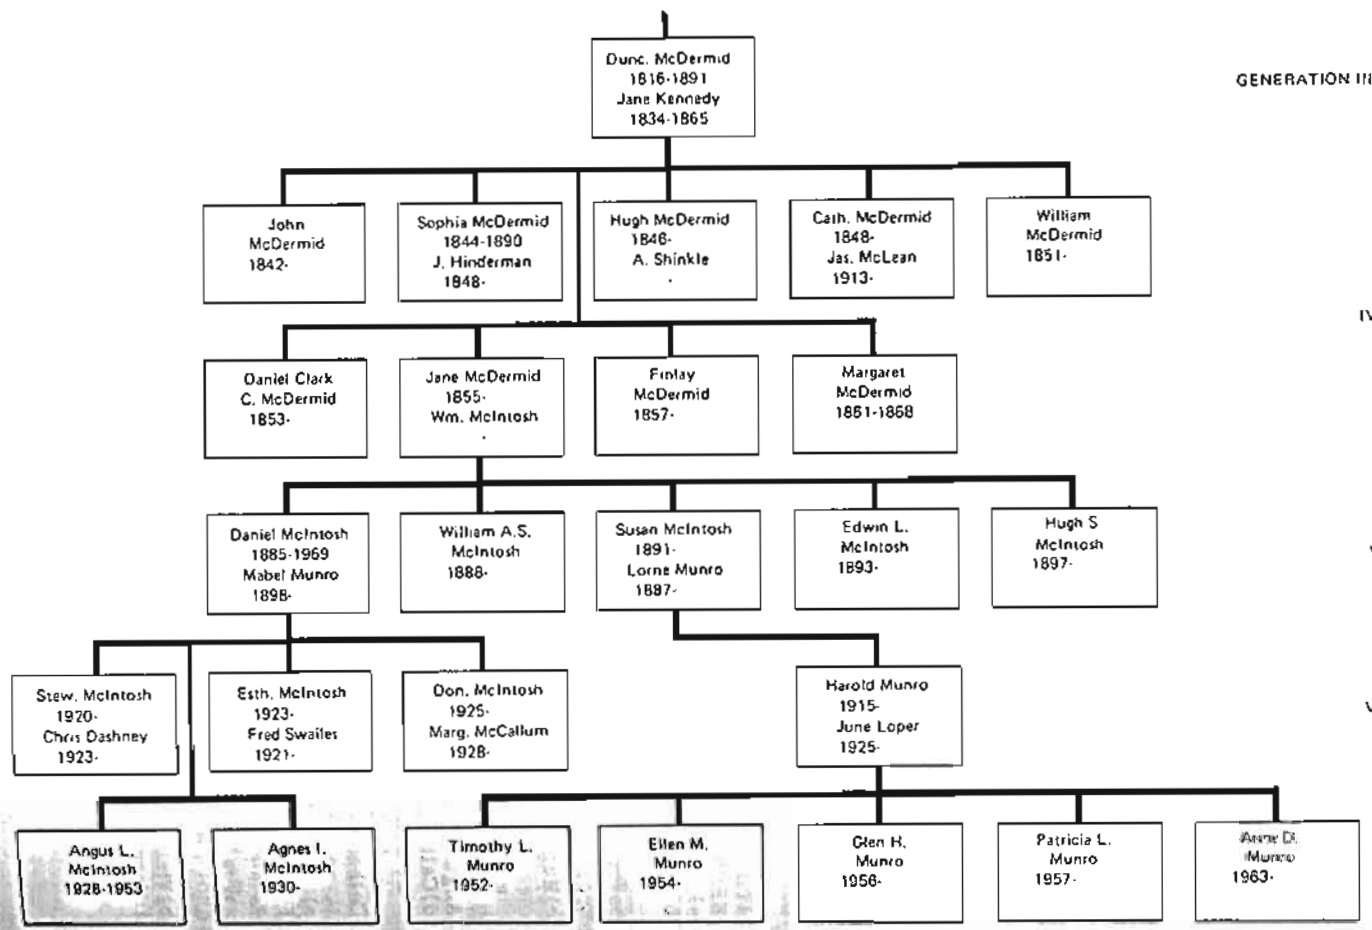 Dunc. McDermid
1816-1891
Jane Kennedy
1834-1865
GENERATION III
John
McDermid
1842-
Sophia McDermid
1844-1890
J. Hinderman
1848-
Hugh McDermid
1846-
A. Shinkle
Cath. McDermid
1848-
Jas. McLean
1913-
William
McDermid
1851-
IV
Daniel Clark
C. McDermid
1853-
Jane McDermid
1855-
Wm. McIntosh
Finlay
McDermid
1857-
Margaret
McDermid
1861-1868
Daniel McIntosh
1885-1969
Mabel Munro
1898-
William A.S.
McIntosh
1888-
Susan McIntosh
1891-
Lorne Munro
1887-
Edwin L.
McIntosh
1893-
Hugh S
McIntosh
1897-
Stew. McIntosh
1920-
Chris Dashney
1923-
Esth. McIntosh
1923-
Fred Swailes
1921-
Don. McIntosh
1925-
Marg. McCallum
1928-
Harold Munro
1915-
June Loper
1925-
V
Angus L.
McIntosh
1928-1953
Agnes I.
McIntosh
1930-
Timothy L.
Munro
1952-
Ellen M.
Munro
1954-
Glen H.
Munro
1956-
Patricia L.
Munro
1957-
Anne D.
Munro
1963-